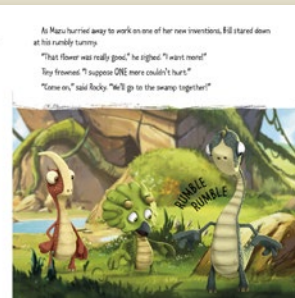 As Mazu hurried away to work on one of her new inventions, Bill stared down
at his rumbly tummy.
"That flower was really good," he sighed. "I want more!"
Tiny frowned. "I suppose ONE more couldn't hurt."
"Come on," said Rocky. "We'll go to the swamp together!"
RUMBLE
RUMBLE